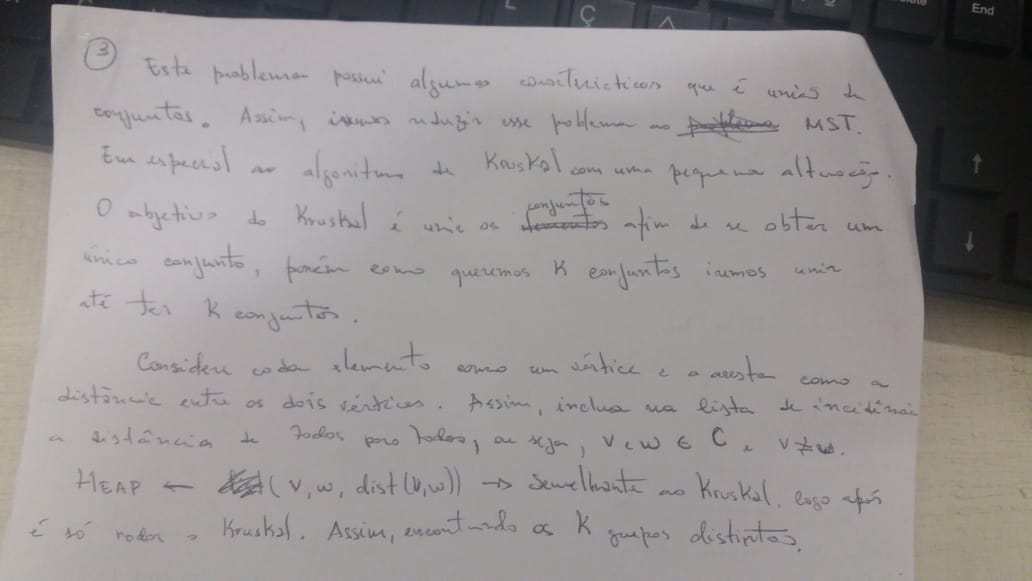 End
Ç
3
Este problema possui algumas caracteristicas que é união de
conjuntos. Assim, iremos reduzir esse problema ao problema MST.
Em especial ao algoritmo de Kruskal com uma pequena alteração.
O objetivo do Kruskal é unir os elementos conjuntos afim de se obter um
único conjunto, porém como queremos K conjuntos iremos unir
até ter K conjuntos.
Considere cada elemento como um vértice e a aresta como a
distância entre os dois vértices. Assim, inclua na lista de incidência
a distância de todos para todos, ou seja, v e w ∈ C e v ≠ w.
HEAP ← (v, w, dist(v,w)) → Semelhante ao Kruskal, logo após
é só rodar o Kruskal. Assim, encontrando os K grupos distintos.